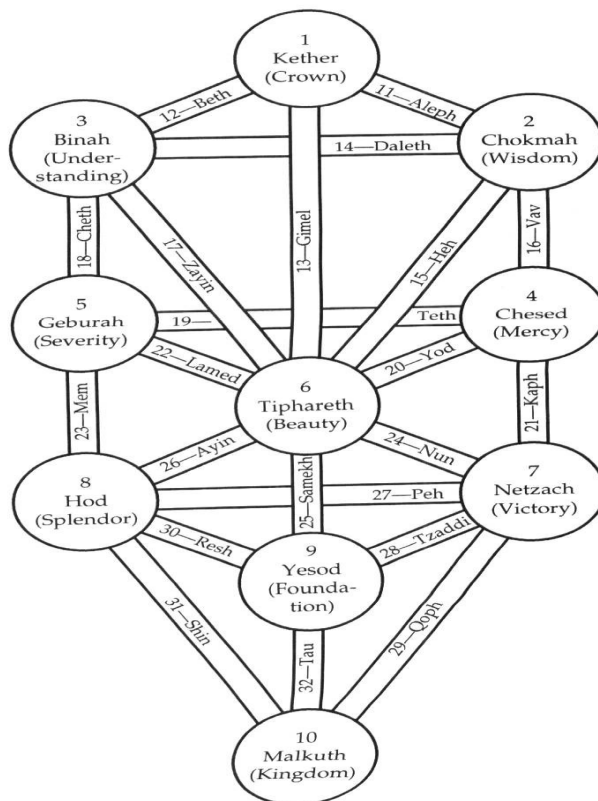 1
Kether
(Crown)
12—Beth
11—Aleph
3
Binah
(Under-
standing)
2
Chokmah
(Wisdom)
14—Daleth
13—Gimel
18—Cheth
17—Zayin
15—Heh
16—Vav
5
Geburah
(Severity)
19—
Teth
4
Chesed
(Mercy)
22—Lamed
20—Yod
6
Tiphareth
(Beauty)
23—Mem
21—Kaph
26—Ayin
24—Nun
25—Samekh
8
Hod
(Splendor)
27—Peh
7
Netzach
(Victory)
30—Resh
28—Tzaddi
9
Yesod
(Founda-
tion)
31—Shin
32—Tau
29—Qoph
10
Malkuth
(Kingdom)